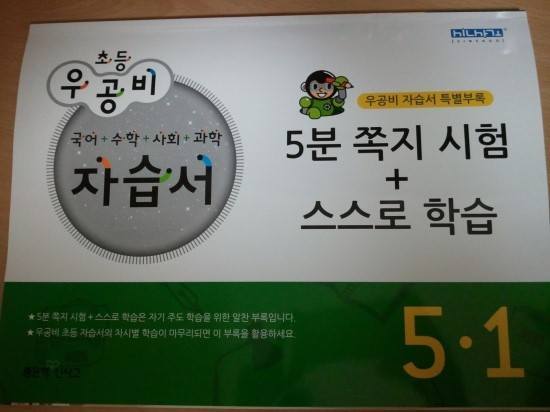 초등
우공비
국어+수학+사회+과학
자습서
우공비 자습서 특별부록
5분 쪽지 시험
+
스스로 학습
★ 5분 쪽지 시험 + 스스로 학습은 자기 주도 학습을 위한 알찬 부록입니다.
★ 우공비 초등 자습서의 차시별 학습이 마무리되면 이 부록을 활용하세요.
5·1